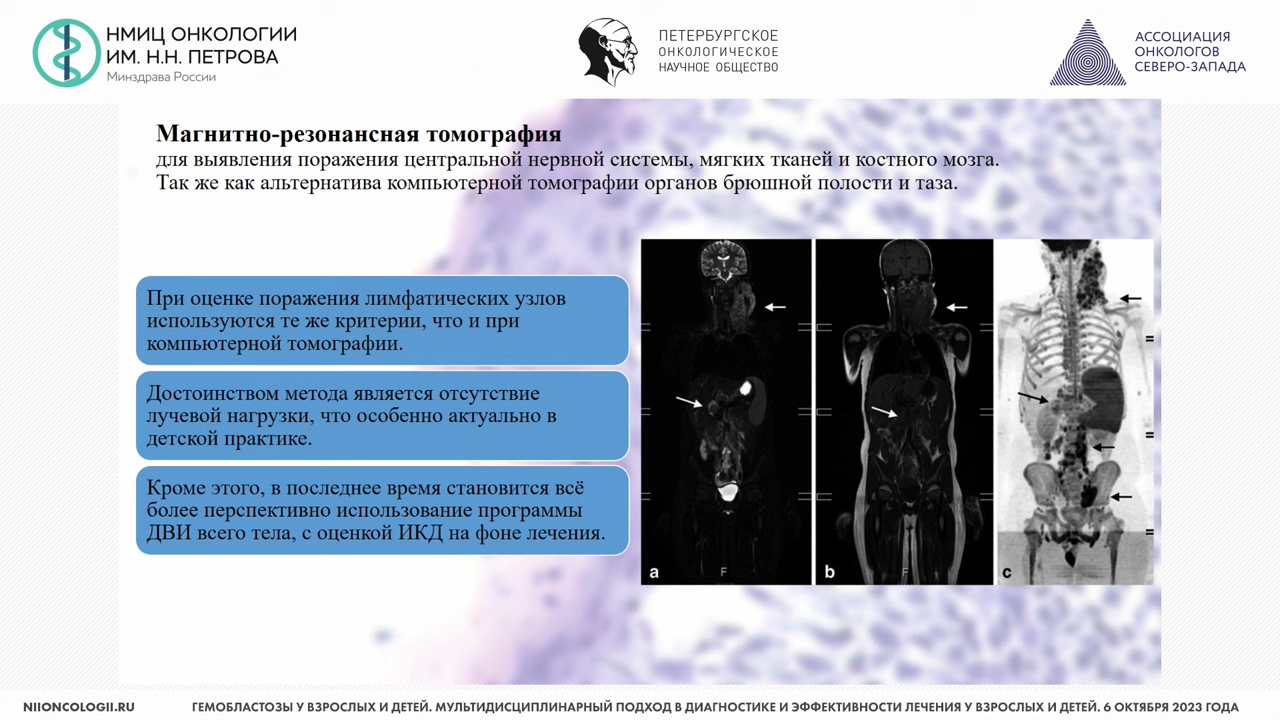 НМИЦ ОНКОЛОГИИ
ИМ. Н.Н. ПЕТРОВА
Минздрава России
ПЕТЕРБУРГСКОЕ
ОНКОЛОГИЧЕСКОЕ
НАУЧНОЕ ОБЩЕСТВО
АССОЦИАЦИЯ
ОНКОЛОГОВ
СЕВЕРО-ЗАПАДА
Магнитно-резонансная томография
для выявления поражения центральной нервной системы, мягких тканей и костного мозга.
Так же как альтернатива компьютерной томографии органов брюшной полости и таза.
При оценке поражения лимфатических узлов
используются те же критерии, что и при
компьютерной томографии.
Достоинством метода является отсутствие
лучевой нагрузки, что особенно актуально в
детской практике.
Кроме этого, в последнее время становится всё
более перспективно использование программы
ДВИ всего тела, с оценкой ИКД на фоне лечения.
a F b F c
NIIONCOLOGII.RU
ГЕМОБЛАСТОЗЫ У ВЗРОСЛЫХ И ДЕТЕЙ. МУЛЬТИДИСЦИПЛИНАРНЫЙ ПОДХОД В ДИАГНОСТИКЕ И ЭФФЕКТИВНОСТИ ЛЕЧЕНИЯ У ВЗРОСЛЫХ И ДЕТЕЙ. 6 ОКТЯБРЯ 2023 ГОДА